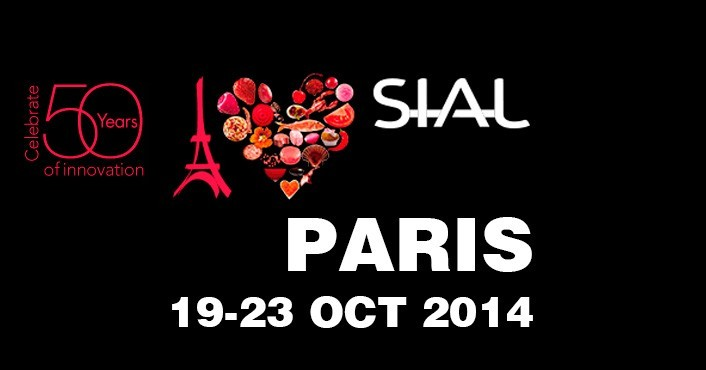 Celebrate
50
Years
of innovation
SIAL
PARIS
19-23 OCT 2014